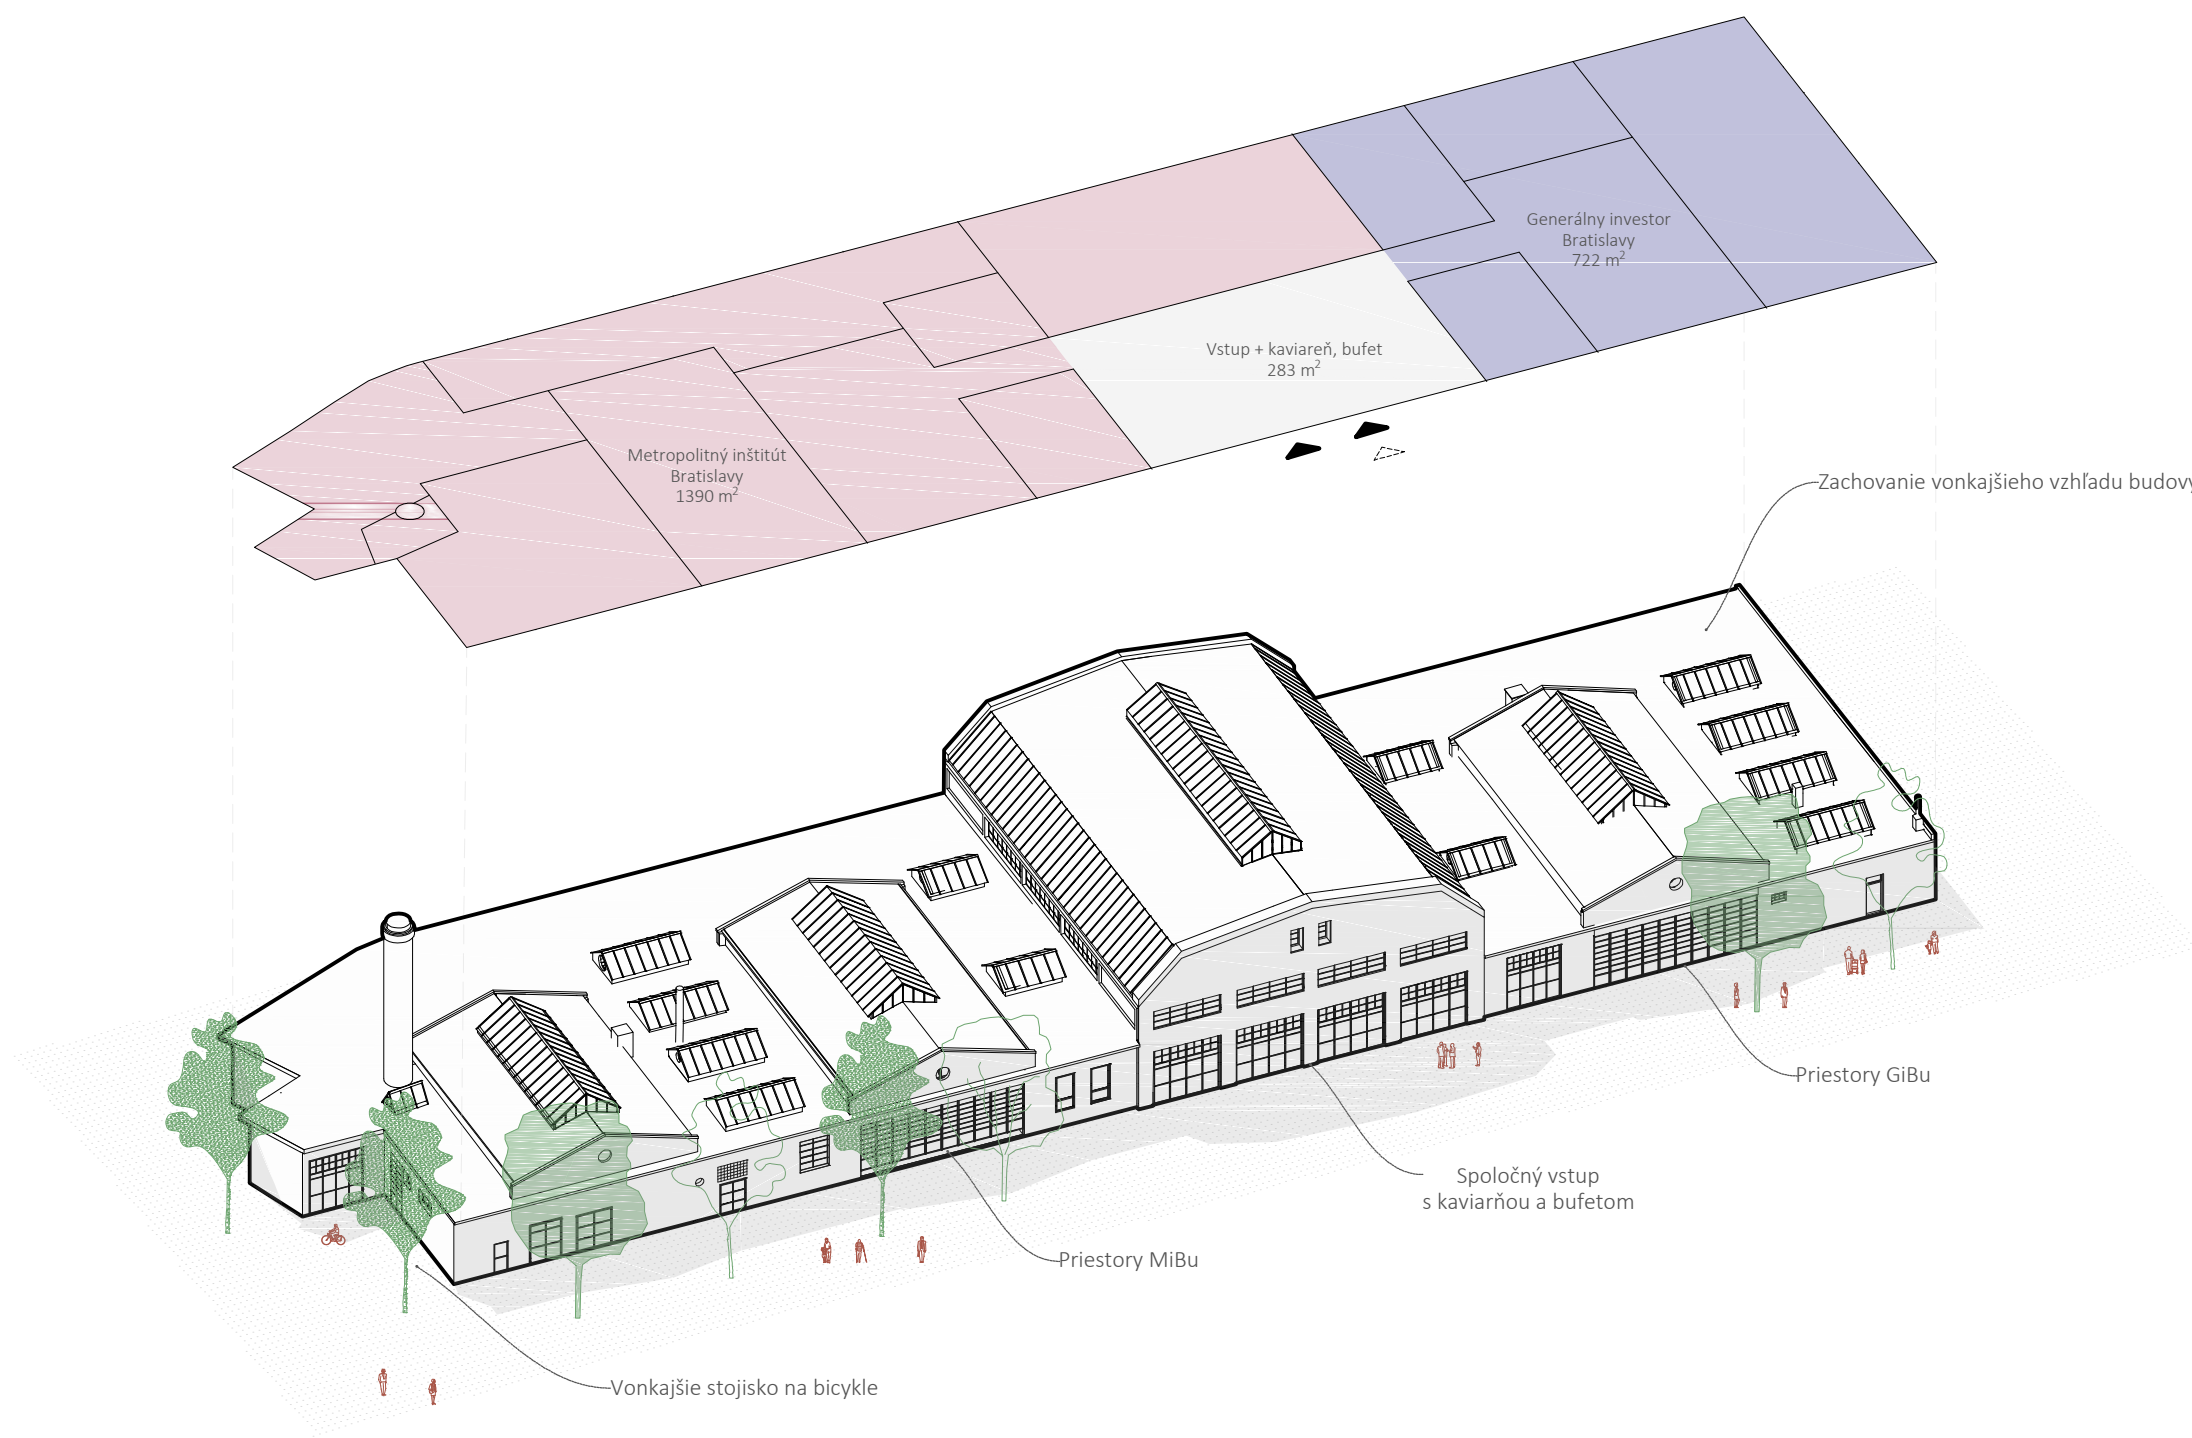 Generálny investor
Bratislavy
722 m²
Vstup + kaviareň, bufet
283 m²
Metropolitný inštitút
Bratislavy
1390 m²
Zachovanie vonkajšieho vzhľadu budovy
Priestory GiBu
Spoločný vstup
s kaviarňou a bufetom
Priestory MiBu
Vonkajšie stojisko na bicykle